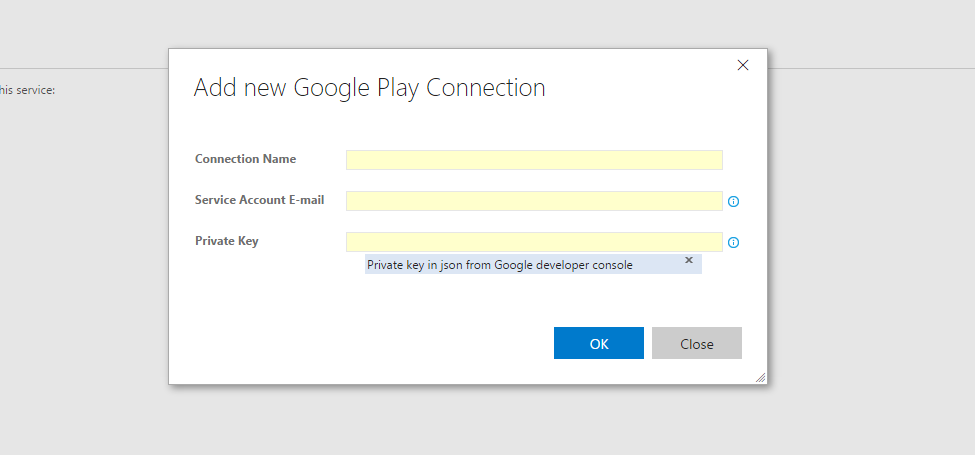 his service:
Add new Google Play Connection
Connection Name
Service Account E-mail
Private Key
Private key in json from Google developer console
OK Close